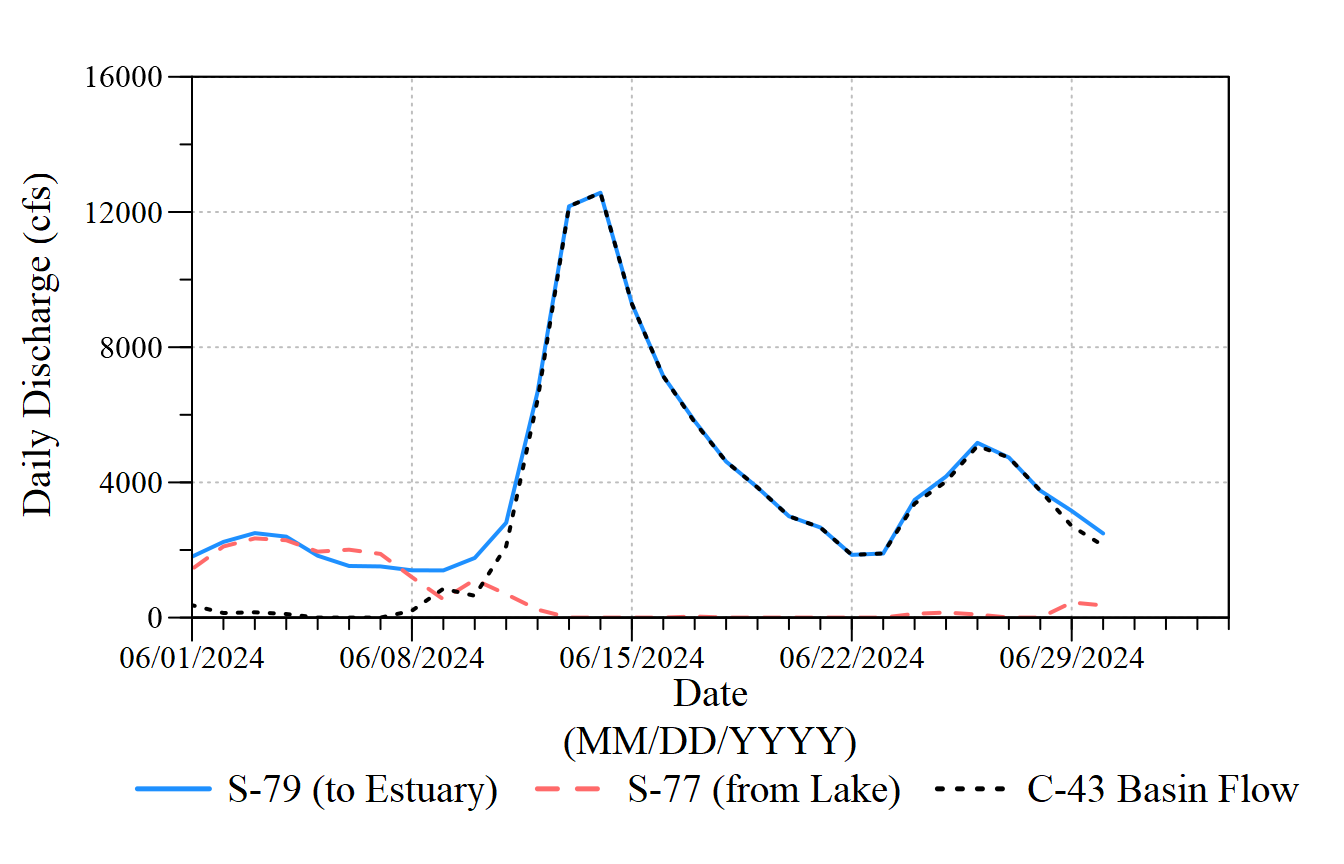 16000
12000
8000
4000
0
Daily Discharge (cfs)
06/01/2024 06/08/2024 06/15/2024 06/22/2024 06/29/2024
Date
(MM/DD/YYYY)
S-79 (to Estuary) S-77 (from Lake) C-43 Basin Flow